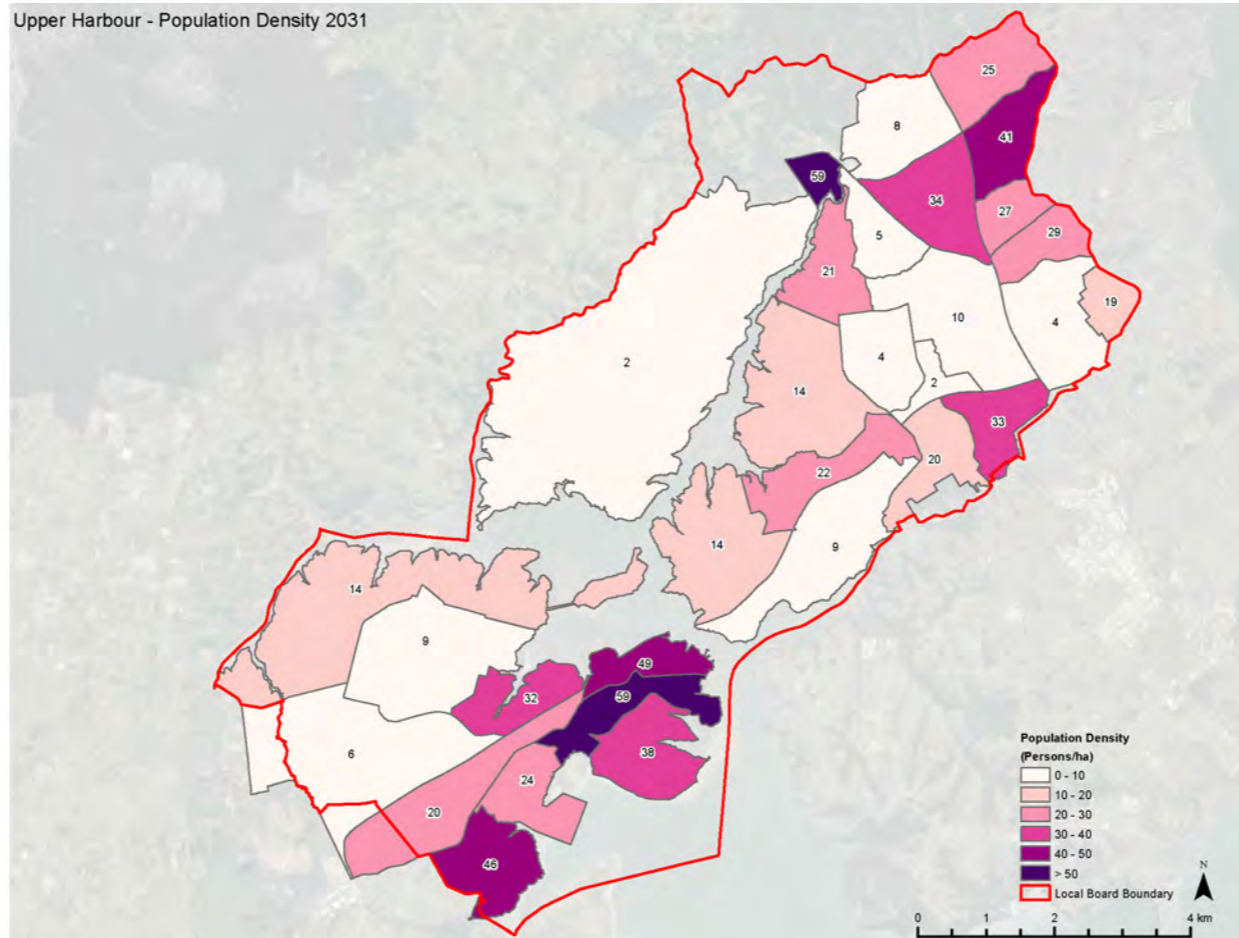 Upper Harbour - Population Density 2031
25
8
41
59
34
27
5
29
21
19
10
4
2
4
14
2
33
20
22
14
9
14
9
49
32
59
6
38
24
20
46
Population Density
(Persons/ha)
0 - 10
10 - 20
20 - 30
30 - 40
40 - 50
> 50
Local Board Boundary
N
0 1 2 4 km